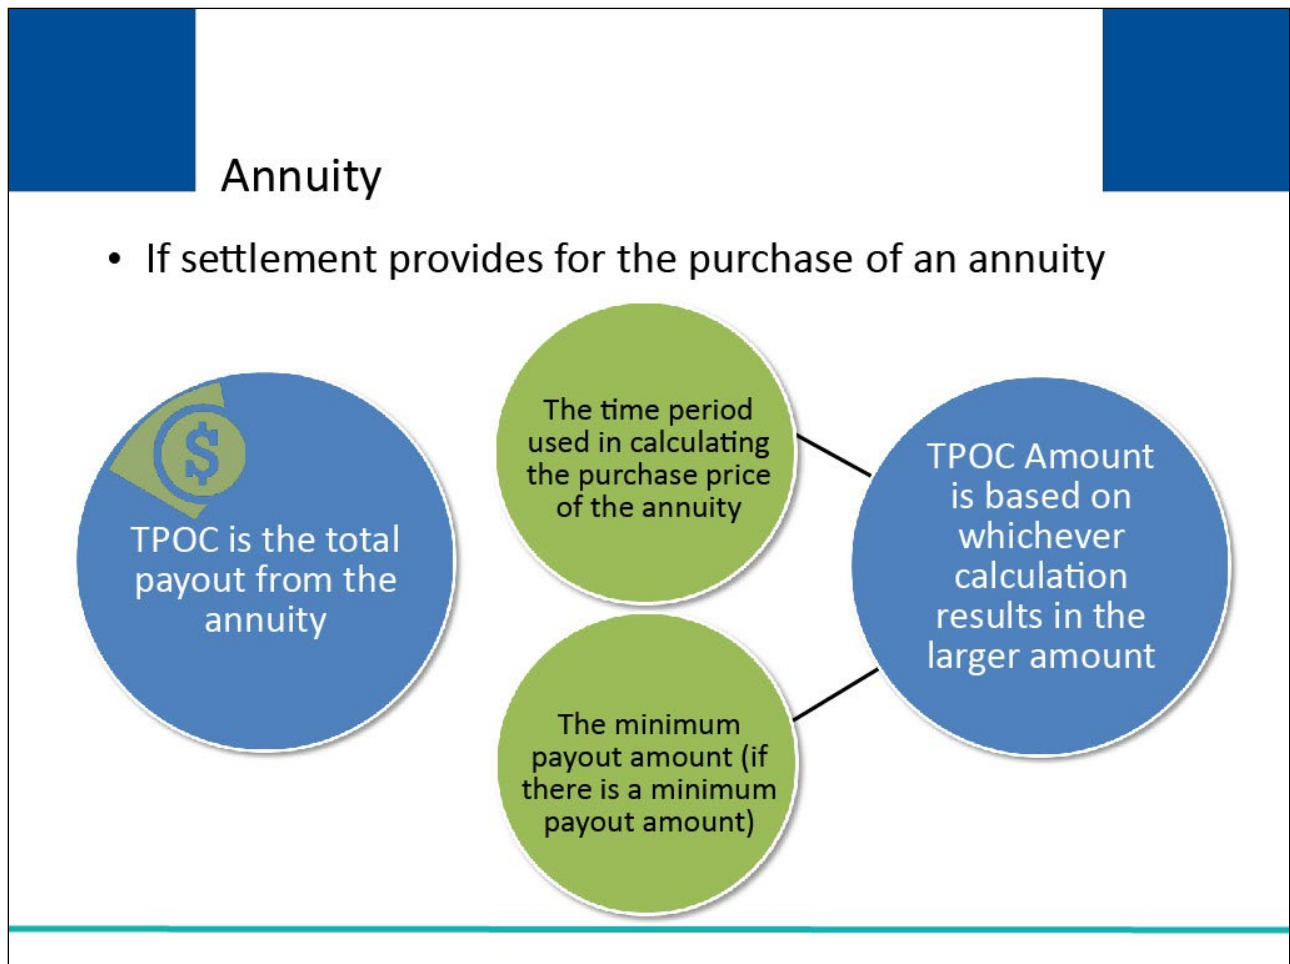 Annuity
• If settlement provides for the purchase of an annuity
$
TPOC is the total
payout from the
annuity
The time period
used in calculating
the purchase price
of the annuity
The minimum
payout amount (if
there is a minimum
payout amount)
TPOC Amount
is based on
whichever
calculation
results in the
larger amount